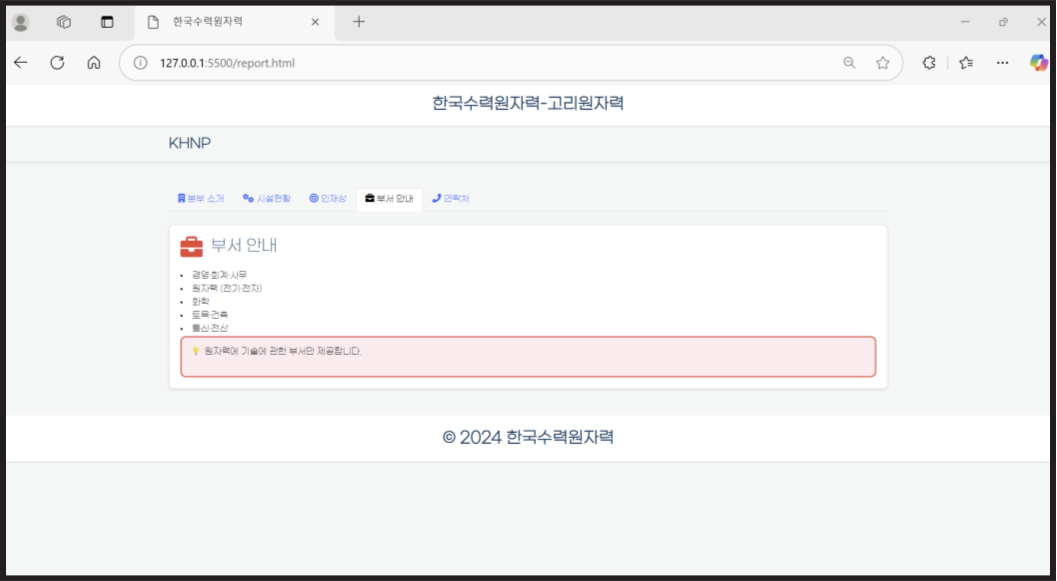 한국수력원자력
127.0.0.1:5500/report.html
한국수력원자력-고리원자력
KHNP
본부 소개 시설현황 인재상 부서 안내 연락처
부서 안내
경영·회계·사무
원자력 (전기·전자)
화학
토목·건축
통신·전산
원자력에 기술에 관한 부서만 제공합니다.
© 2024 한국수력원자력